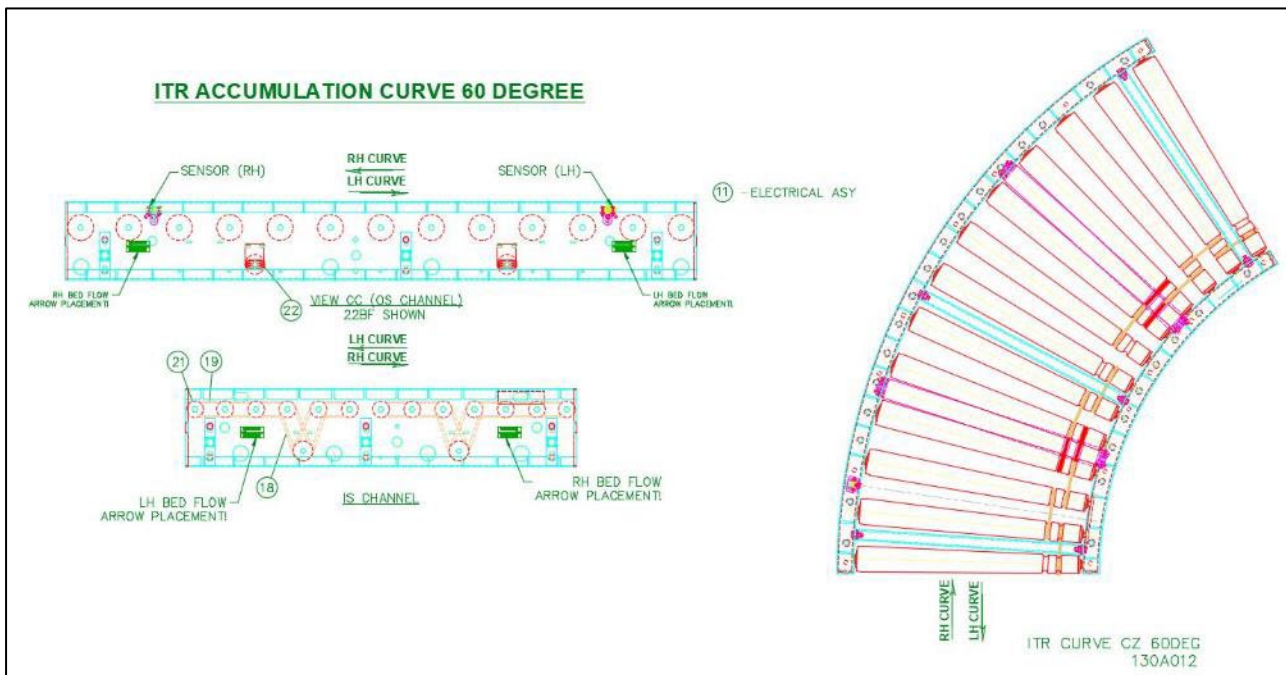 ITR ACCUMULATION CURVE 60 DEGREE
SENSOR (RH)
RH CURVE
LH CURVE
SENSOR (LH)
11 - ELECTRICAL ASY
RH BED FLOW
ARROW PLACEMENT!
22
VIEW CC (OS CHANNEL)
22BF SHOWN
LH BED FLOW
ARROW PLACEMENT!
LH CURVE
RH CURVE
21
19
18
LH BED FLOW
ARROW PLACEMENT!
IS CHANNEL
RH BED FLOW
ARROW PLACEMENT!
RH CURVE
LH CURVE
ITR CURVE CZ 60DEG
130A012